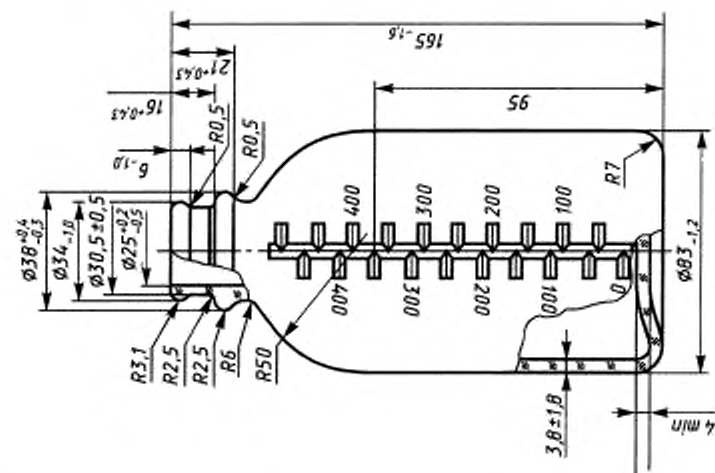 165-1,6
21+0,43
16+0,43
6-1,0
R0,5
R0,5
95
Ø38+0,4-0,3
Ø34-1,0
Ø30,5±0,5
Ø25+0,2-0,5
R3,1
R2,5
R2,5
R6
R50
R7
Ø83-1,2
400
300
200
100
400
300
200
100
0
3,8±1,8
4 min